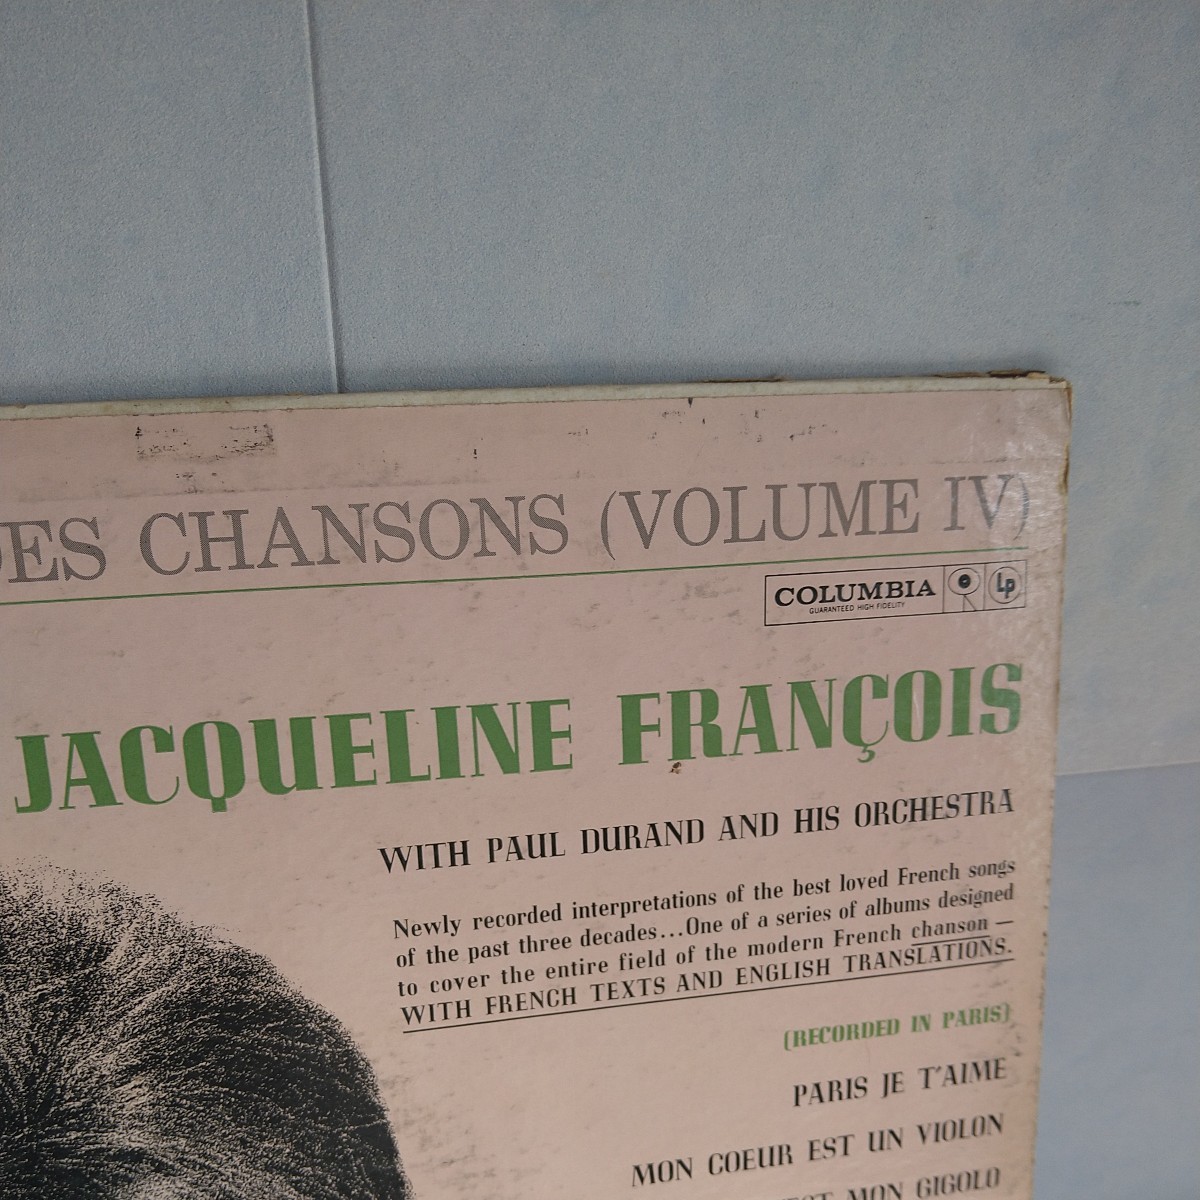 DES CHANSONS (VOLUME IV)
COLUMBIA Lp
GUARANTEED HIGH FIDELITY
JACQUELINE FRANÇOIS
WITH PAUL DURAND AND HIS ORCHESTRA
Newly recorded interpretations of the best loved French songs
of the past three decades...One of a series of albums designed
to cover the entire field of the modern French chanson —
WITH FRENCH TEXTS AND ENGLISH TRANSLATIONS.
(RECORDED IN PARIS)
PARIS JE T'AIME
MON COEUR EST UN VIOLON
MON GIGOLO